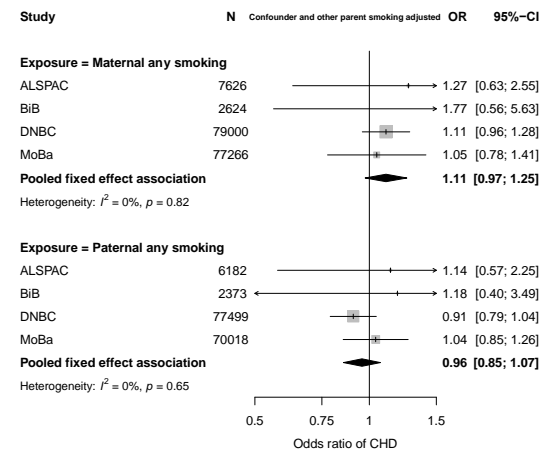 Study N Confounder and other parent smoking adjusted OR 95%−CI
Exposure = Maternal any smoking
ALSPAC 7626 1.27 [0.63; 2.55]
BiB 2624 1.77 [0.56; 5.63]
DNBC 79000 1.11 [0.96; 1.28]
MoBa 77266 1.05 [0.78; 1.41]
Pooled fixed effect association 1.11 [0.97; 1.25]
Heterogeneity: I² = 0%, p = 0.82
Exposure = Paternal any smoking
ALSPAC 6182 1.14 [0.57; 2.25]
BiB 2373 1.18 [0.40; 3.49]
DNBC 77499 0.91 [0.79; 1.04]
MoBa 70018 1.04 [0.85; 1.26]
Pooled fixed effect association 0.96 [0.85; 1.07]
Heterogeneity: I² = 0%, p = 0.65
0.5 0.75 1 1.5
Odds ratio of CHD